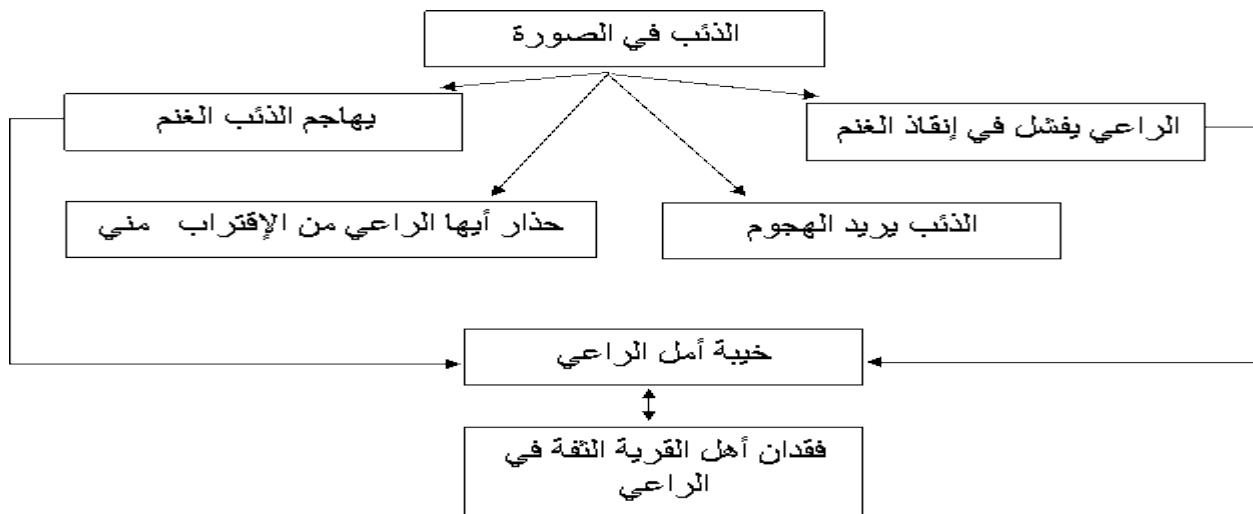 الذئب في الصورة
الراعي يفشل في إنقاذ الغنم
يهاجم الذئب الغنم
الذئب يريد الهجوم
حذار أيها الراعي من الإقتراب مني
خيبة أمل الراعي
فقدان أهل القرية الثقة في
الراعي